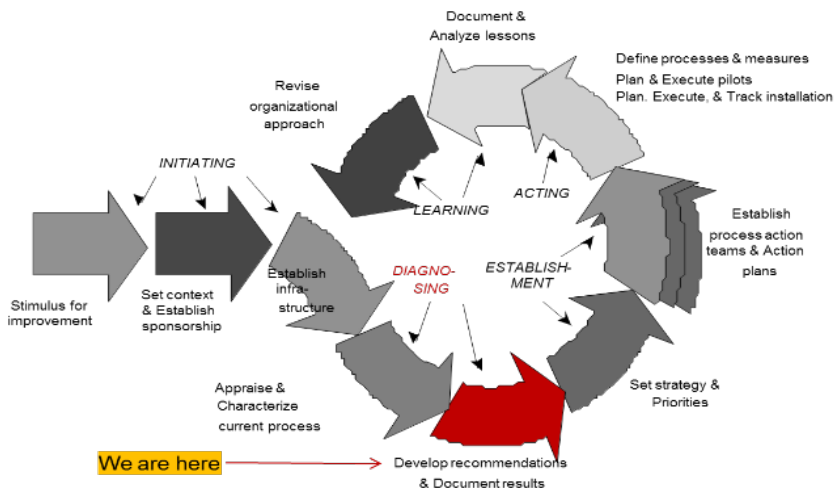 Document &
Analyze lessons
Define processes & measures
Plan & Execute pilots
Plan. Execute, & Track installation
Revise
organizational
approach
INITIATING
LEARNING
ACTING
Establish
process action
teams & Action
plans
Establish
infra-
structure
DIAGNO-
SING
ESTABLISH-
MENT
Stimulus for
improvement
Set context
& Establish
sponsorship
Appraise &
Characterize
current process
Set strategy &
Priorities
We are here
Develop recommendations
& Document results